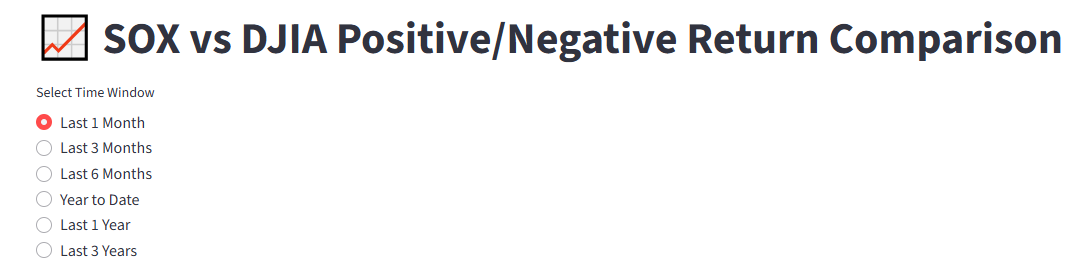 SOX vs DJIA Positive/Negative Return Comparison
Select Time Window
Last 1 Month
Last 3 Months
Last 6 Months
Year to Date
Last 1 Year
Last 3 Years